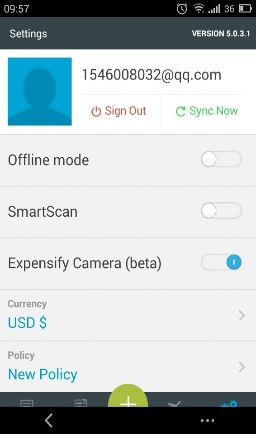 09:57
36
Settings
VERSION 5.0.3.1
1546008032@qq.com
Sign Out
Sync Now
Offline mode
SmartScan
Expensify Camera (beta)
Currency
USD $
Policy
New Policy